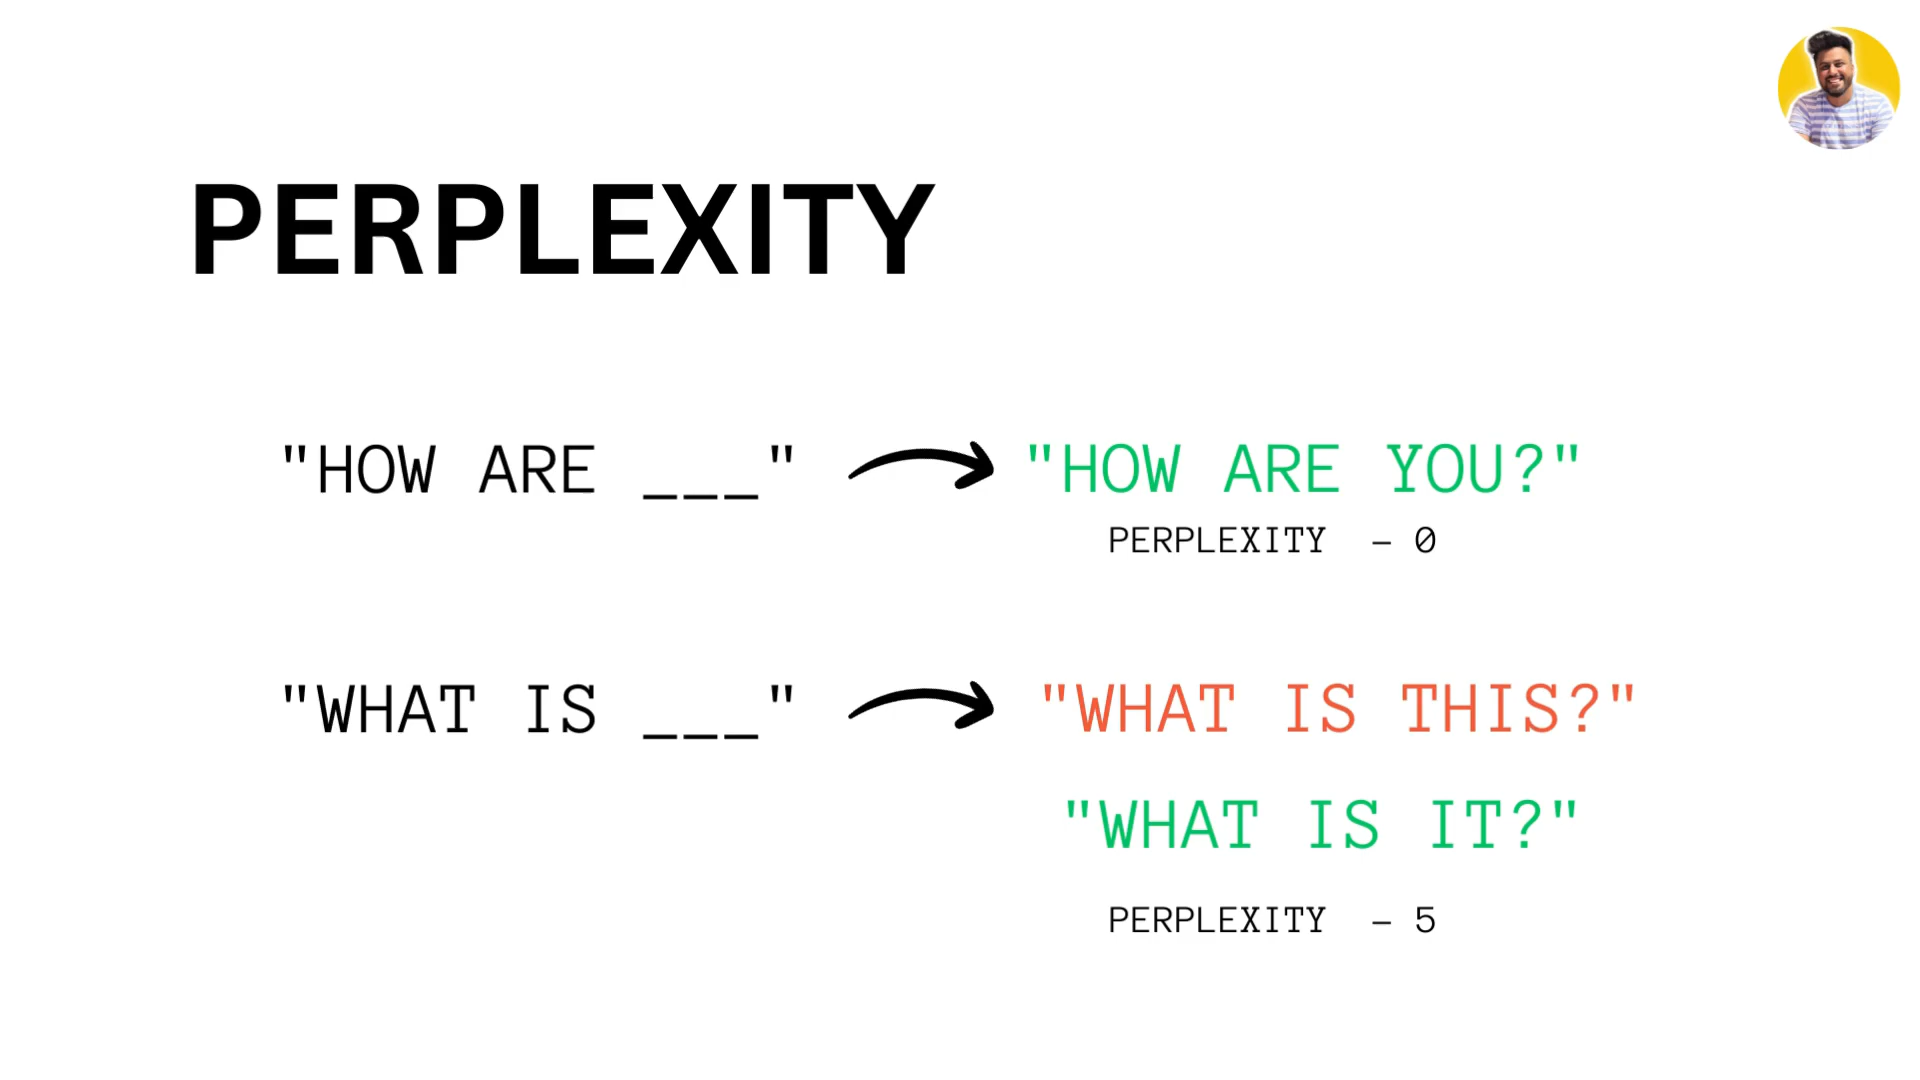 PERPLEXITY
"HOW ARE ___"
"HOW ARE YOU?"
PERPLEXITY – 0
"WHAT IS ___"
"WHAT IS THIS?"
"WHAT IS IT?"
PERPLEXITY – 5